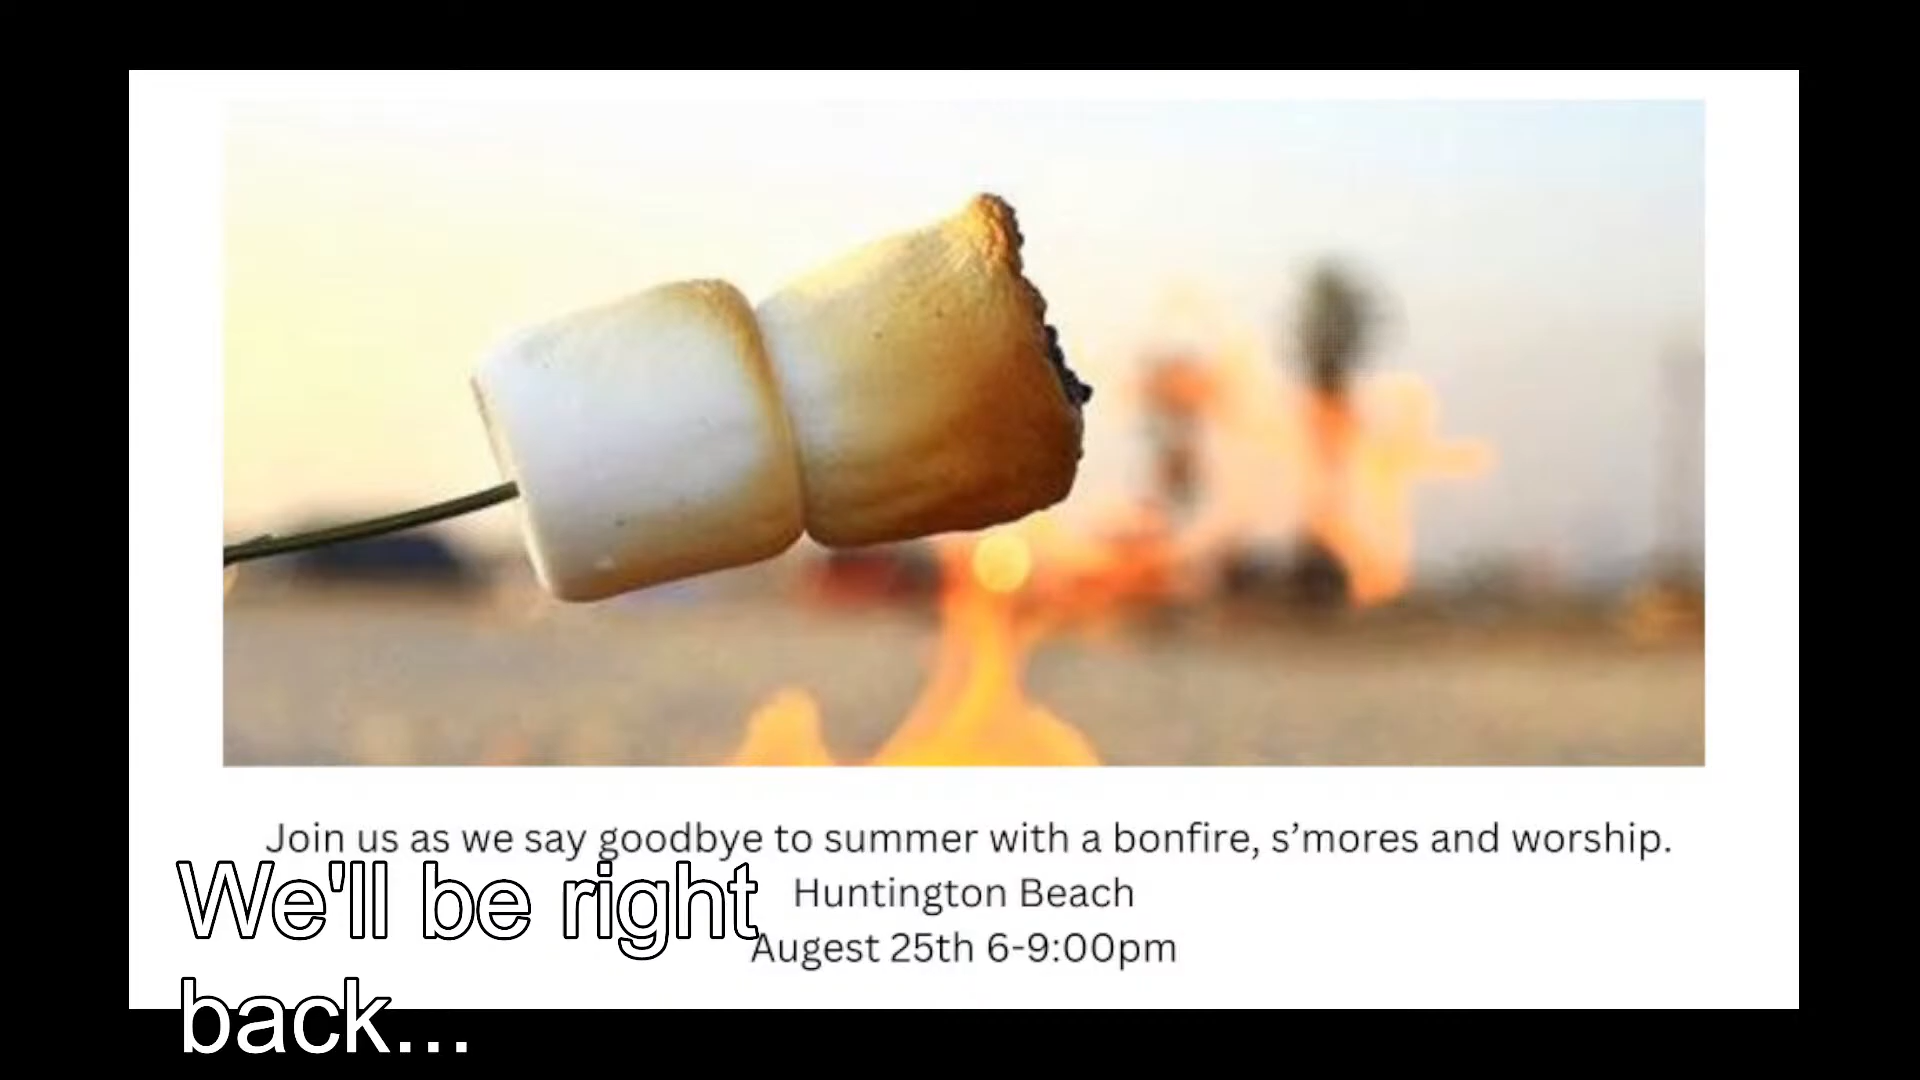 Join us as we say goodbye to summer with a bonfire, s’mores and worship.
Huntington Beach
Augest 25th 6-9:00pm
We'll be right
back...